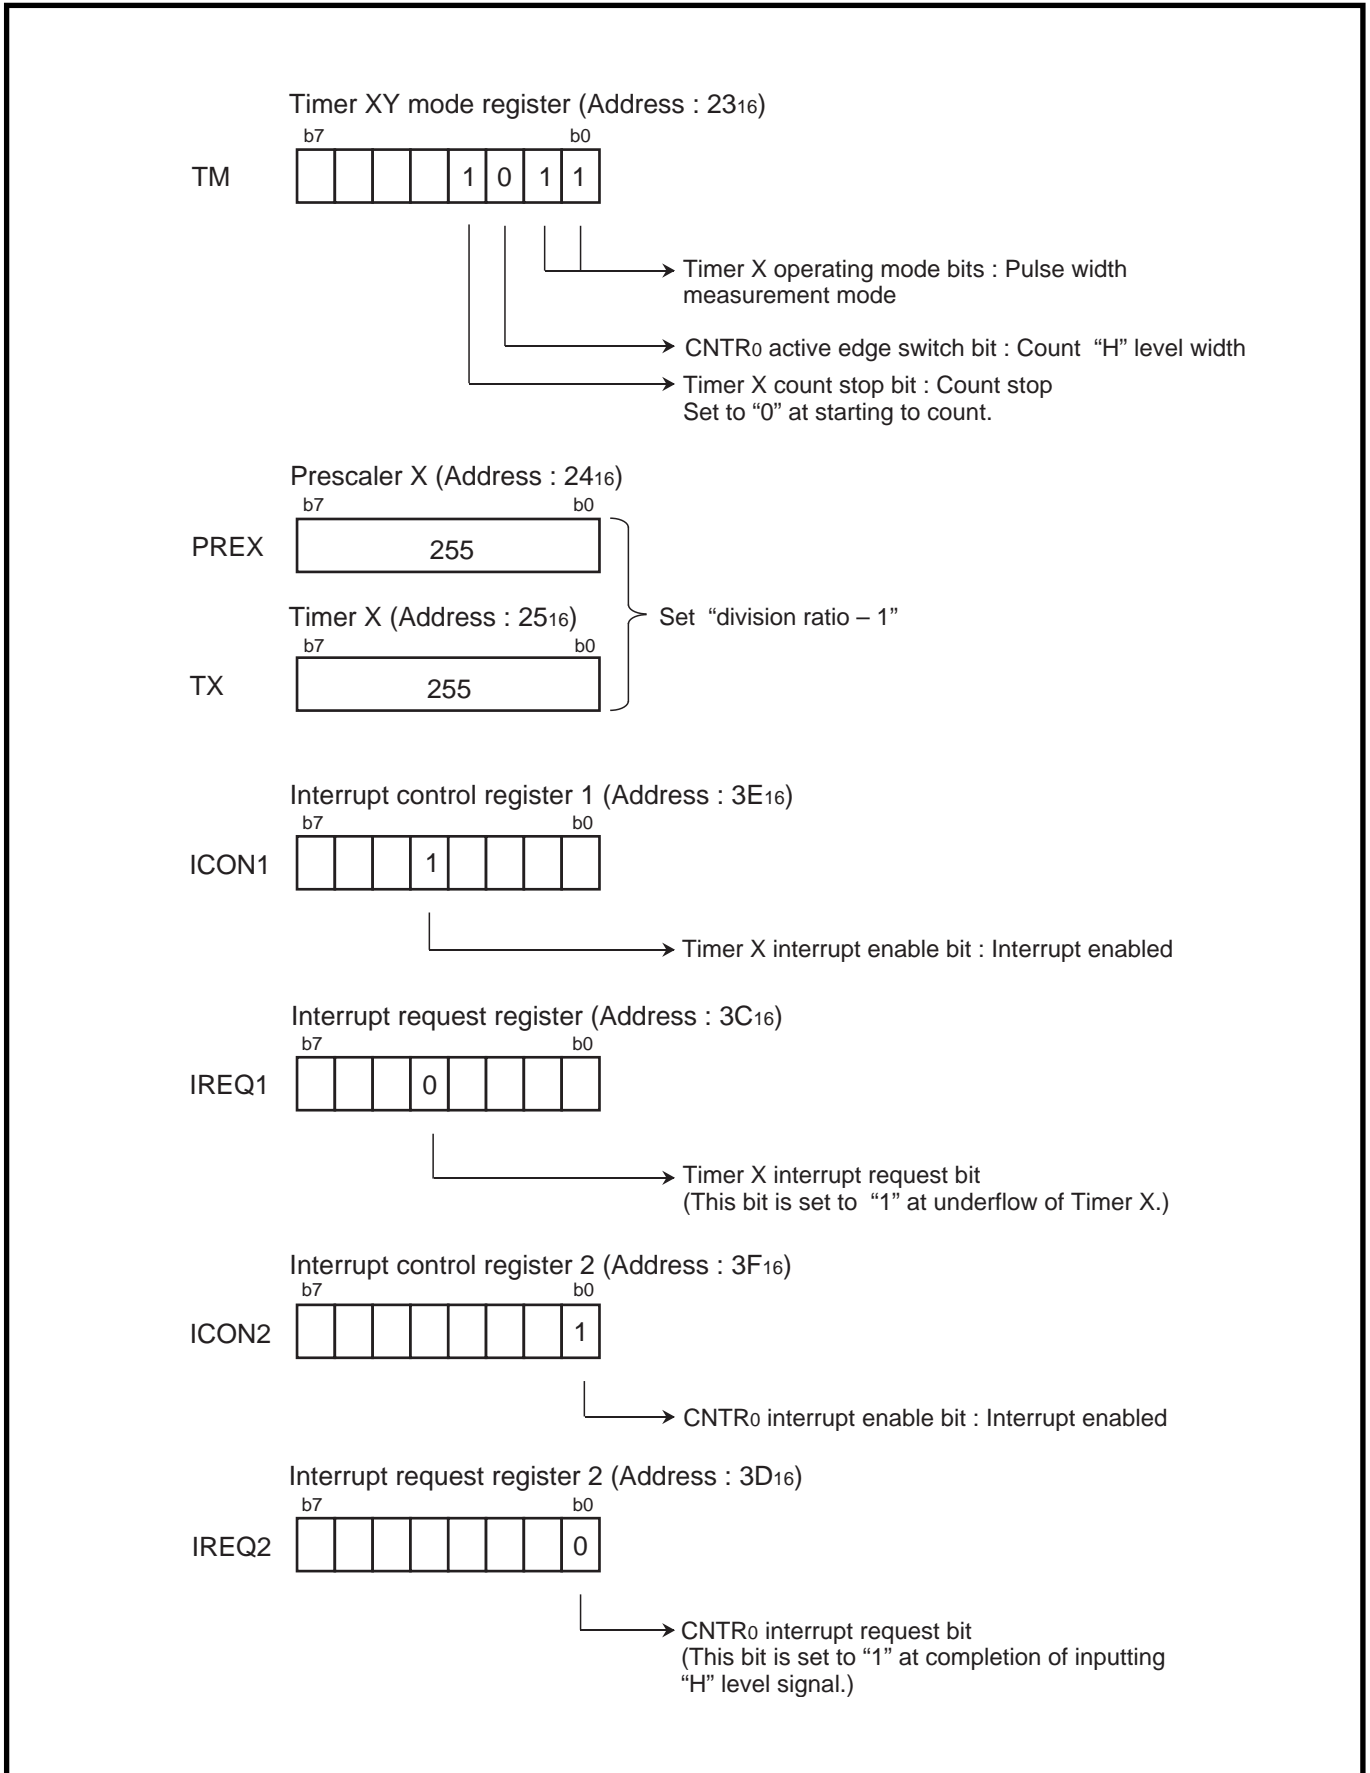 Timer XY mode register (Address : 2316)
b7 b0
TM 1 0 1 1
Timer X operating mode bits : Pulse width
measurement mode
CNTR0 active edge switch bit : Count “H” level width
Timer X count stop bit : Count stop
Set to “0” at starting to count.
Prescaler X (Address : 2416)
b7 b0
PREX 255
Timer X (Address : 2516)
Set “division ratio – 1”
b7 b0
TX 255
Interrupt control register 1 (Address : 3E16)
b7 b0
ICON1 1
Timer X interrupt enable bit : Interrupt enabled
Interrupt request register (Address : 3C16)
b7 b0
IREQ1 0
Timer X interrupt request bit
(This bit is set to “1” at underflow of Timer X.)
Interrupt control register 2 (Address : 3F16)
b7 b0
ICON2 1
CNTR0 interrupt enable bit : Interrupt enabled
Interrupt request register 2 (Address : 3D16)
b7 b0
IREQ2 0
CNTR0 interrupt request bit
(This bit is set to “1” at completion of inputting
“H” level signal.)